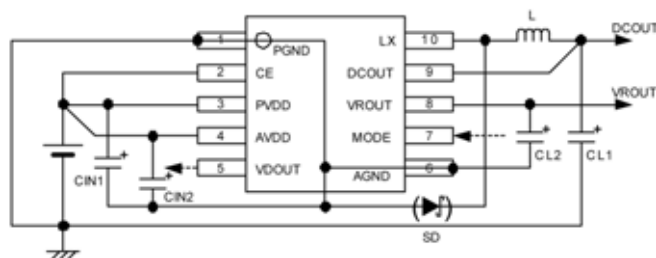 L
DCOUT
1
PGND
LX
10
2
CE
DCOUT
9
VROUT
3
PVDD
VROUT
8
4
AVDD
MODE
7
5
VDOUT
AGND
6
CIN1
CIN2
CL2
CL1
( )
SD